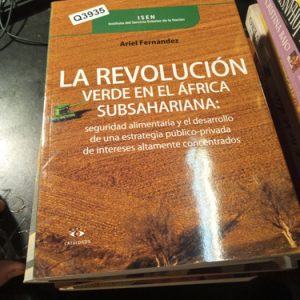 Q3935
ISEN
Instituto del Servicio Exterior de la Nación
Ariel Fernández
LA REVOLUCIÓN
VERDE EN EL ÁFRICA
SUBSAHARIANA:
seguridad alimentaria y el desarrollo
de una estrategia público-privada
de intereses altamente concentrados
CATÁLOGOS